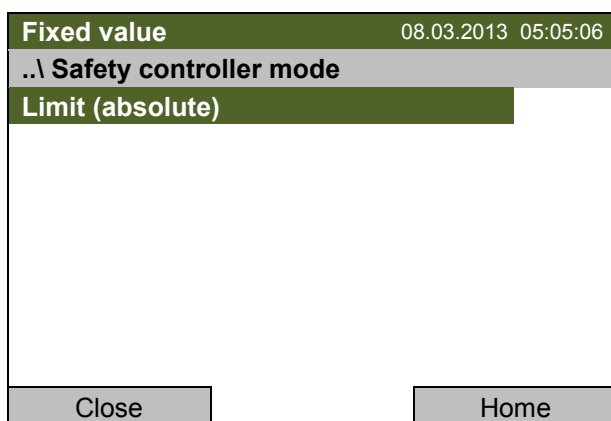 Fixed value 08.03.2013 05:05:06
..\ Safety controller mode
Limit (absolute)
Close Home